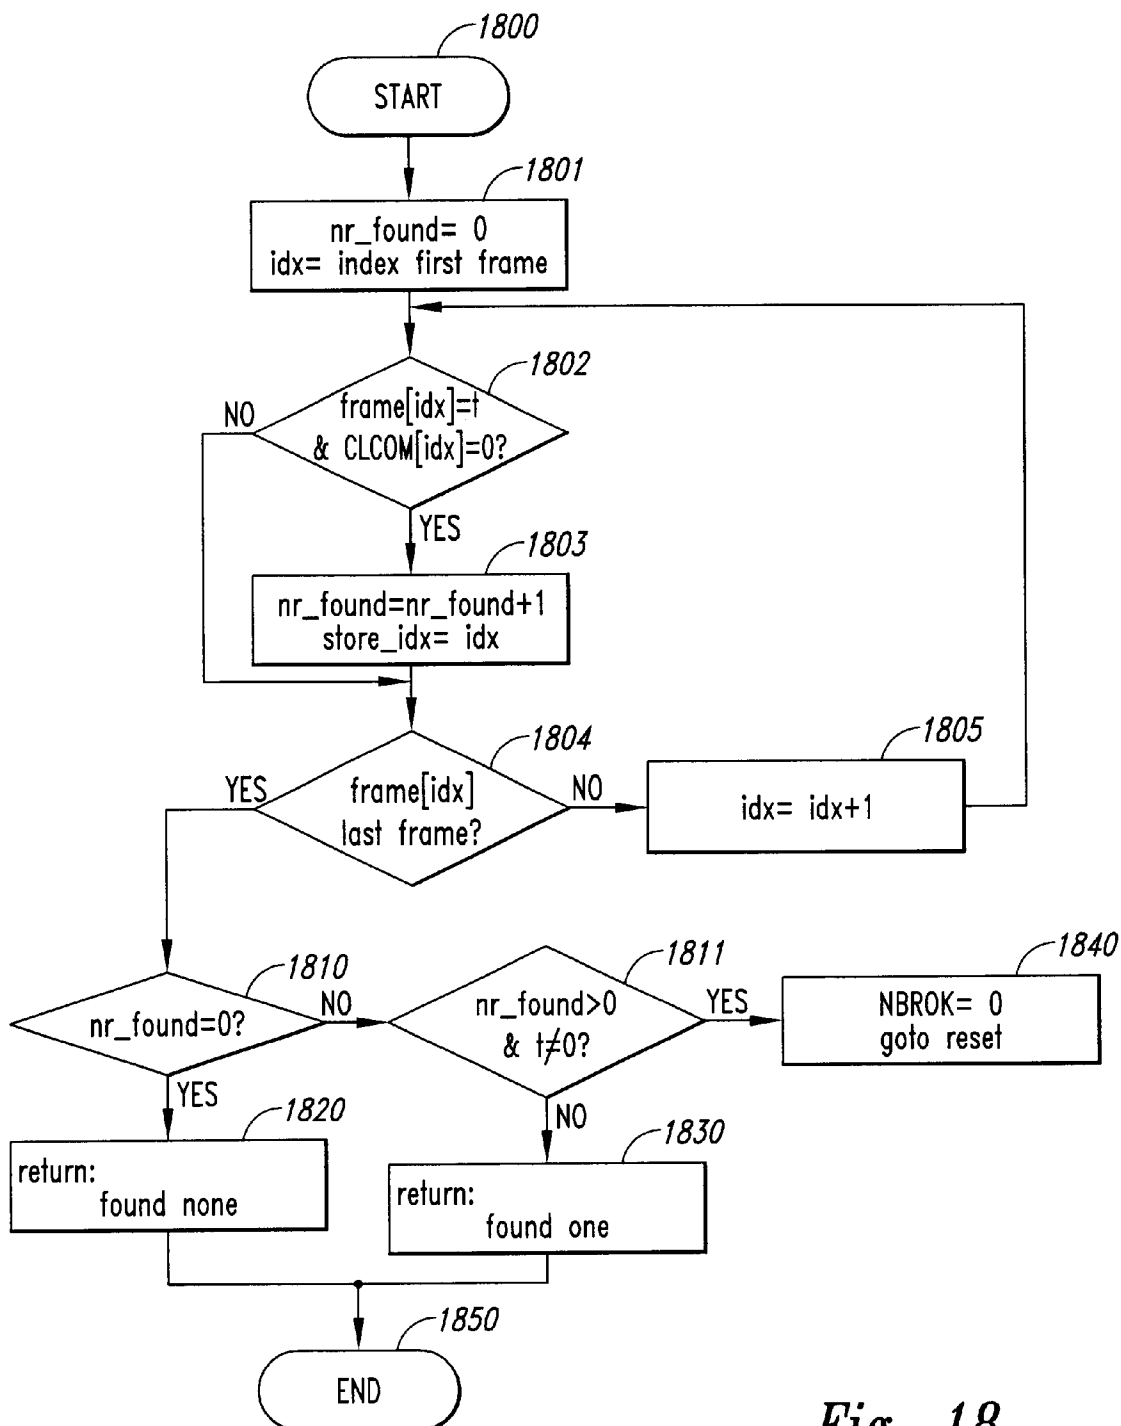 1800
START
1801
nr_found= 0
idx= index first frame
1802
frame[idx]=t
& CLCOM[idx]=0?
NO
YES
1803
nr_found=nr_found+1
store_idx= idx
1804
frame[idx]
last frame?
YES
NO
1805
idx= idx+1
1810
nr_found=0?
NO
YES
1811
nr_found>0
& t≠0?
YES
NO
1840
NBROK= 0
goto reset
1820
return:
found none
1830
return:
found one
1850
END
Fig. 18